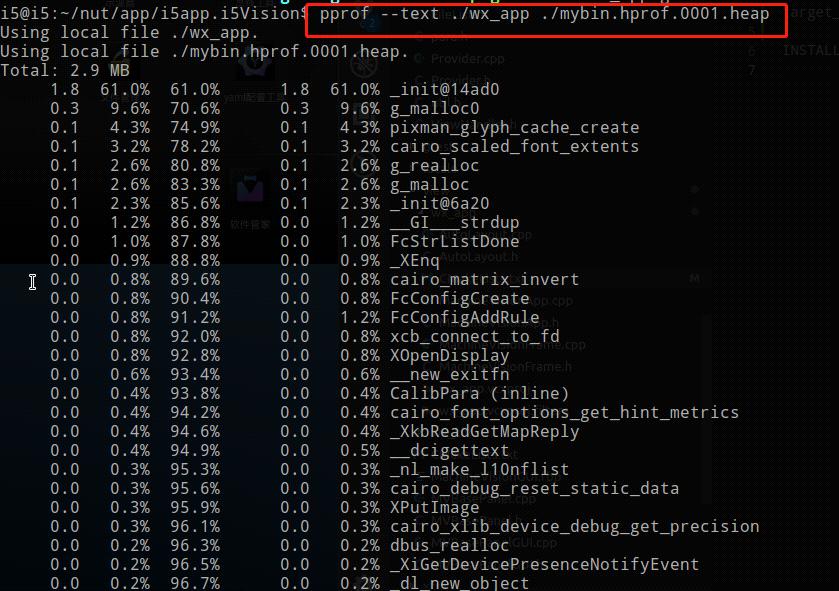 i5@i5:~/nut/app/i5app.i5Vision$ pprof --text ./wx_app ./mybin.hprof.0001.heap
Using local file ./wx_app.
Using local file ./mybin.hprof.0001.heap.
Total: 2.9 MB
1.8 61.0% 61.0% 1.8 61.0% _init@14ad0
0.3 9.6% 70.6% 0.3 9.6% g_malloc0
0.1 4.3% 74.9% 0.1 4.3% pixman_glyph_cache_create
0.1 3.2% 78.2% 0.1 3.2% cairo_scaled_font_extents
0.1 2.6% 80.8% 0.1 2.6% g_realloc
0.1 2.6% 83.3% 0.1 2.6% g_malloc
0.1 2.3% 85.6% 0.1 2.3% _init@6a20
0.0 1.2% 86.8% 0.0 1.2% __GI___strdup
0.0 1.0% 87.8% 0.0 1.0% FcStrListDone
0.0 0.9% 88.8% 0.0 0.9% _XEnq
0.0 0.8% 89.6% 0.0 0.8% cairo_matrix_invert
0.0 0.8% 90.4% 0.0 0.8% FcConfigCreate
0.0 0.8% 91.2% 0.0 1.2% FcConfigAddRule
0.0 0.8% 92.0% 0.0 0.8% xcb_connect_to_fd
0.0 0.8% 92.8% 0.0 0.8% XOpenDisplay
0.0 0.6% 93.4% 0.0 0.6% __new_exitfn
0.0 0.4% 93.8% 0.0 0.4% CalibPara (inline)
0.0 0.4% 94.2% 0.0 0.4% cairo_font_options_get_hint_metrics
0.0 0.4% 94.6% 0.0 0.4% _XkbReadGetMapReply
0.0 0.4% 94.9% 0.0 0.5% __dcigettext
0.0 0.3% 95.3% 0.0 0.3% _nl_make_l10nflist
0.0 0.3% 95.6% 0.0 0.3% cairo_debug_reset_static_data
0.0 0.3% 95.9% 0.0 0.3% XPutImage
0.0 0.3% 96.1% 0.0 0.3% cairo_xlib_device_debug_get_precision
0.0 0.2% 96.3% 0.0 0.2% dbus_realloc
0.0 0.2% 96.5% 0.0 0.2% _XiGetDevicePresenceNotifyEvent
0.0 0.2% 96.7% 0.0 0.2% _dl_new_object